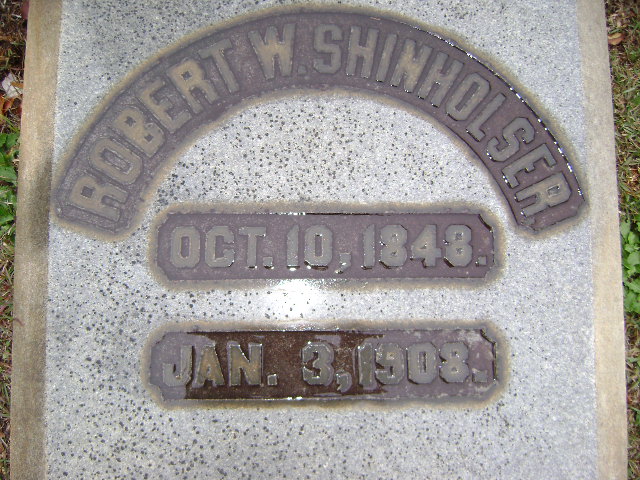 ROBERT W. SHINHOLSER
OCT. 10, 1848.
JAN. 3, 1908.